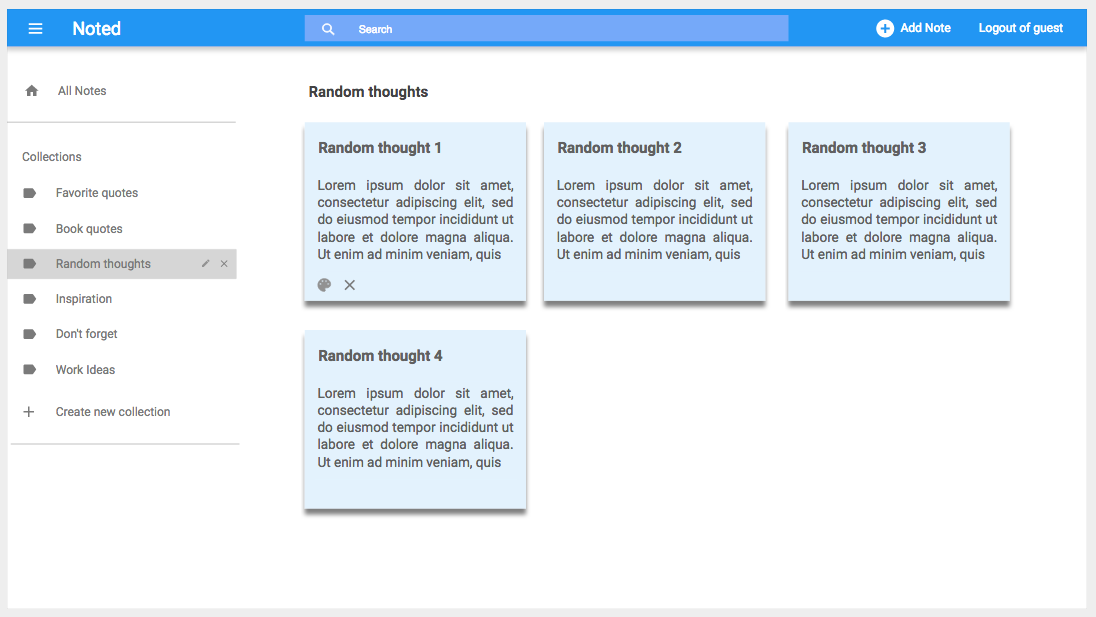 Noted
Search
Add Note
Logout of guest
All Notes
Collections
Favorite quotes
Book quotes
Random thoughts
Inspiration
Don't forget
Work Ideas
Create new collection
Random thoughts
Random thought 1
Lorem ipsum dolor sit amet,
consectetur adipiscing elit, sed
do eiusmod tempor incididunt ut
labore et dolore magna aliqua.
Ut enim ad minim veniam, quis
Random thought 2
Lorem ipsum dolor sit amet,
consectetur adipiscing elit, sed
do eiusmod tempor incididunt ut
labore et dolore magna aliqua.
Ut enim ad minim veniam, quis
Random thought 3
Lorem ipsum dolor sit amet,
consectetur adipiscing elit, sed
do eiusmod tempor incididunt ut
labore et dolore magna aliqua.
Ut enim ad minim veniam, quis
Random thought 4
Lorem ipsum dolor sit amet,
consectetur adipiscing elit, sed
do eiusmod tempor incididunt ut
labore et dolore magna aliqua.
Ut enim ad minim veniam, quis